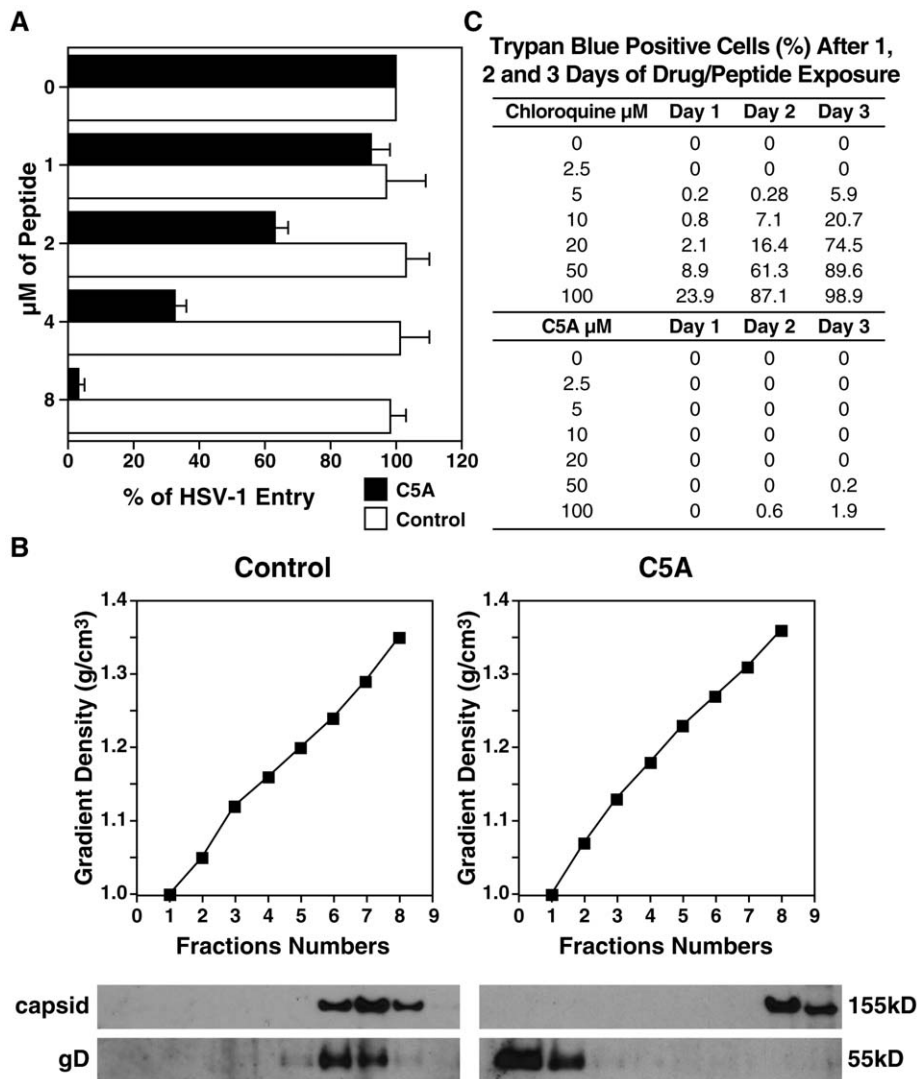 A
0
1
2
4
8
µM of Peptide
0 20 40 60 80 100 120
% of HSV-1 Entry
C5A
Control
C
Trypan Blue Positive Cells (%) After 1,
2 and 3 Days of Drug/Peptide Exposure
Chloroquine µM Day 1 Day 2 Day 3
0 0 0 0
2.5 0 0 0
5 0.2 0.28 5.9
10 0.8 7.1 20.7
20 2.1 16.4 74.5
50 8.9 61.3 89.6
100 23.9 87.1 98.9
C5A µM Day 1 Day 2 Day 3
0 0 0 0
2.5 0 0 0
5 0 0 0
10 0 0 0
20 0 0 0
50 0 0 0.2
100 0 0.6 1.9
B
Control
Gradient Density (g/cm³)
1.4
1.3
1.2
1.1
1.0
0 1 2 3 4 5 6 7 8 9
Fractions Numbers
C5A
Gradient Density (g/cm³)
1.4
1.3
1.2
1.1
1.0
0 1 2 3 4 5 6 7 8 9
Fractions Numbers
capsid 155kD
gD 55kD